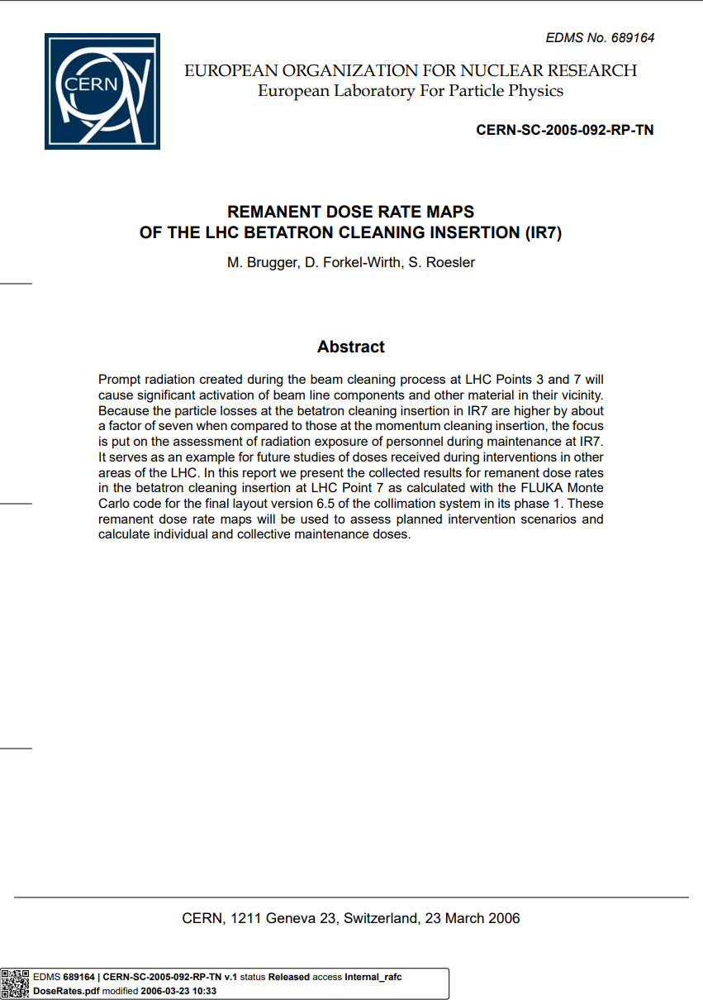 EDMS No. 689164
CERN
EUROPEAN ORGANIZATION FOR NUCLEAR RESEARCH
European Laboratory For Particle Physics
CERN-SC-2005-092-RP-TN
REMANENT DOSE RATE MAPS
OF THE LHC BETATRON CLEANING INSERTION (IR7)
M. Brugger, D. Forkel-Wirth, S. Roesler
Abstract
Prompt radiation created during the beam cleaning process at LHC Points 3 and 7 will
cause significant activation of beam line components and other material in their vicinity.
Because the particle losses at the betatron cleaning insertion in IR7 are higher by about
a factor of seven when compared to those at the momentum cleaning insertion, the focus
is put on the assessment of radiation exposure of personnel during maintenance at IR7.
It serves as an example for future studies of doses received during interventions in other
areas of the LHC. In this report we present the collected results for remanent dose rates
in the betatron cleaning insertion at LHC Point 7 as calculated with the FLUKA Monte
Carlo code for the final layout version 6.5 of the collimation system in its phase 1. These
remanent dose rate maps will be used to assess planned intervention scenarios and
calculate individual and collective maintenance doses.
CERN, 1211 Geneva 23, Switzerland, 23 March 2006
EDMS 689164 | CERN-SC-2005-092-RP-TN v.1 status Released access Internal_rafc
DoseRates.pdf modified 2006-03-23 10:33